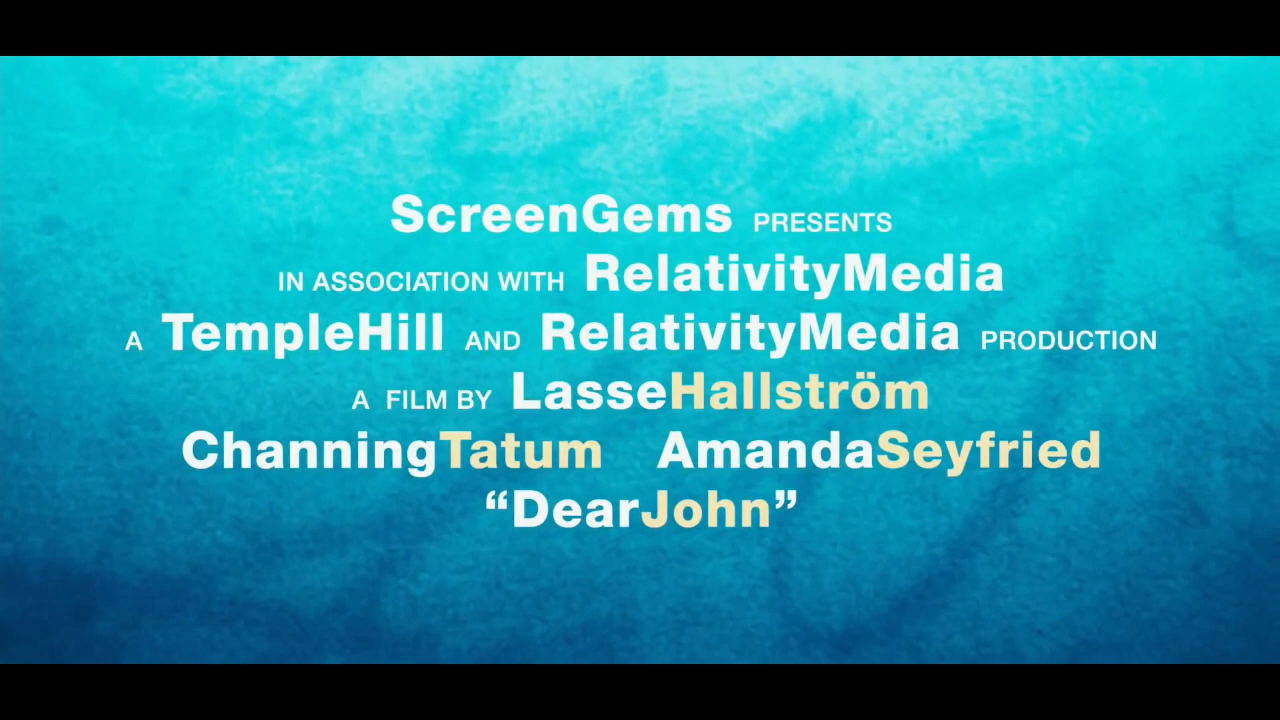 ScreenGems PRESENTS
IN ASSOCIATION WITH RelativityMedia
A TempleHill AND RelativityMedia PRODUCTION
A FILM BY LasseHallström
ChanningTatum AmandaSeyfried
“DearJohn”